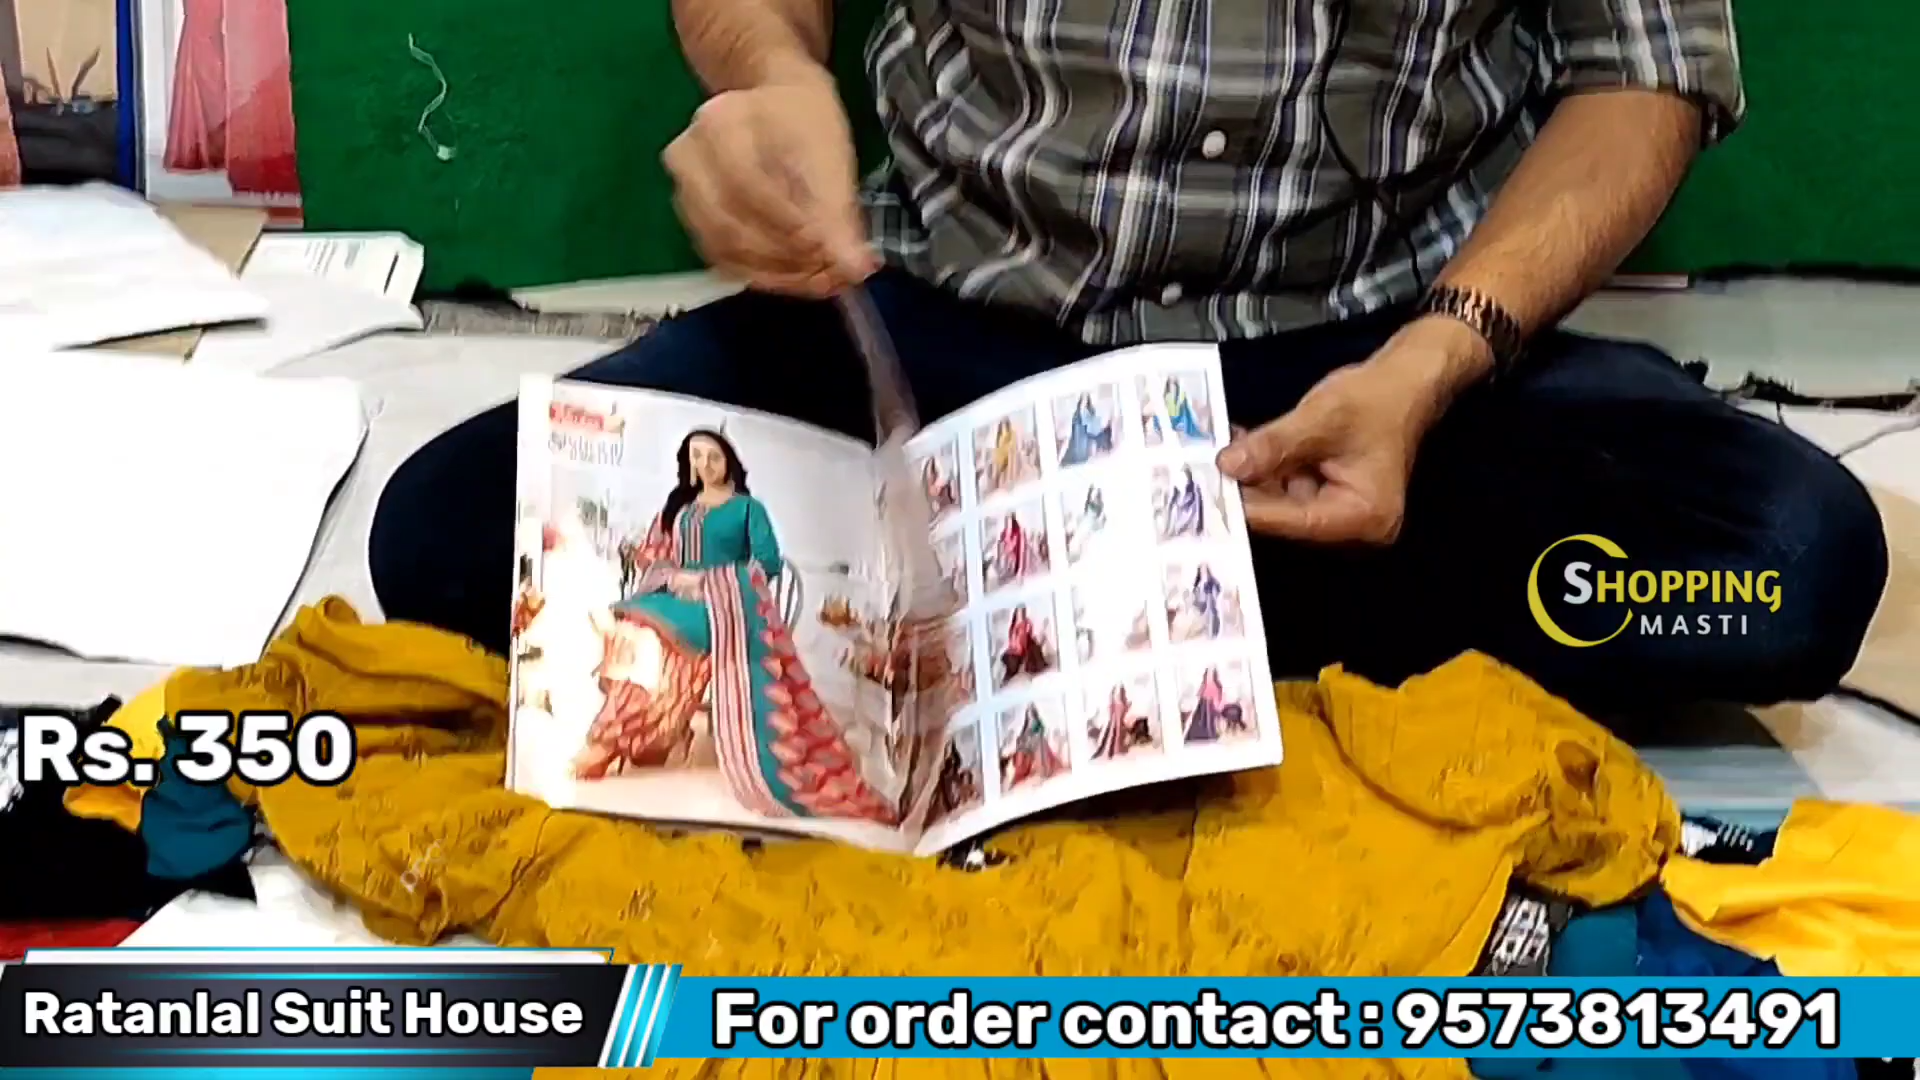 SHOPPING
MASTI
Rs. 350
Ratanlal Suit House
For order contact : 9573813491